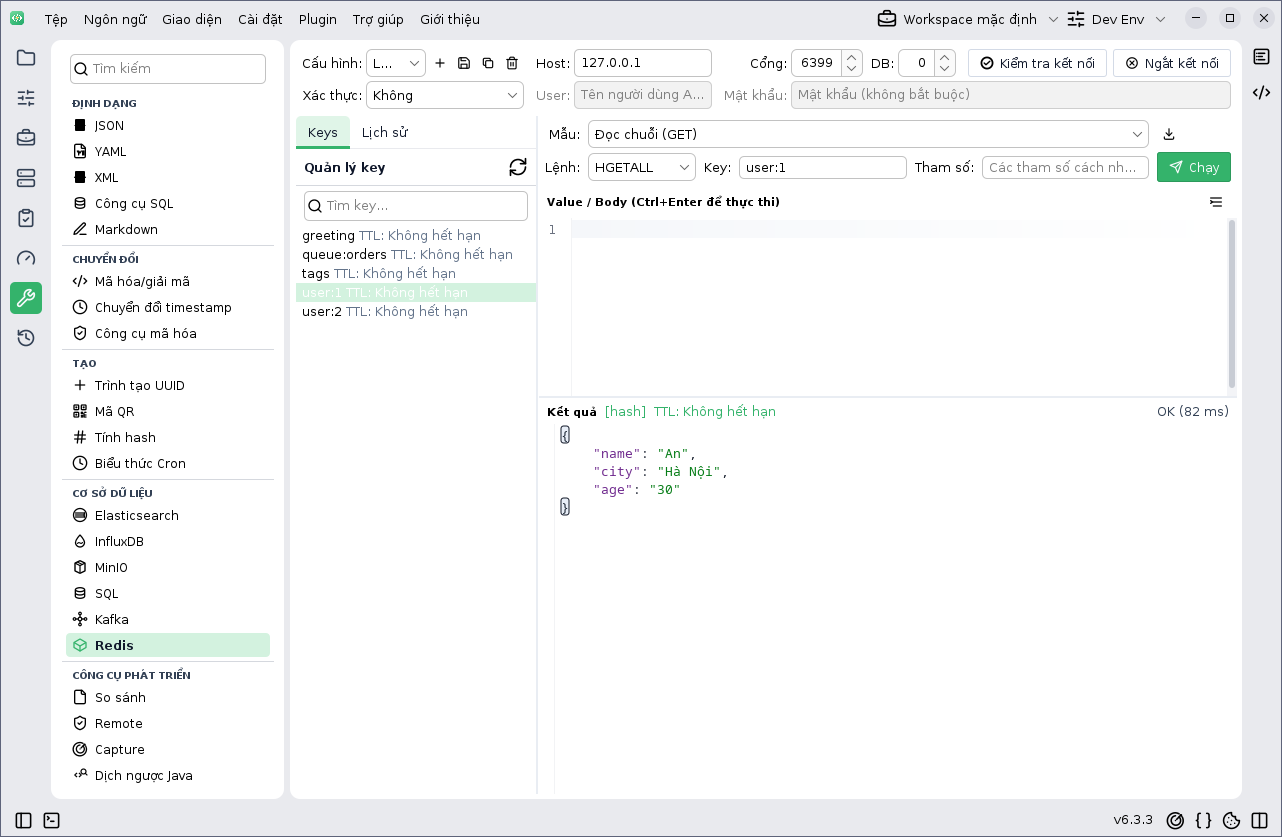 Tệp Ngôn ngữ Giao diện Cài đặt Plugin Trợ giúp Giới thiệu Workspace mặc định Dev Env
Tìm kiếm
ĐỊNH DẠNG
JSON
YAML
XML
Công cụ SQL
Markdown
CHUYỂN ĐỔI
Mã hóa/giải mã
Chuyển đổi timestamp
Công cụ mã hóa
TẠO
Trình tạo UUID
Mã QR
Tính hash
Biểu thức Cron
CƠ SỞ DỮ LIỆU
Elasticsearch
InfluxDB
MinIO
SQL
Kafka
Redis
CÔNG CỤ PHÁT TRIỂN
So sánh
Remote
Capture
Dịch ngược Java
Cấu hình: L... Host: 127.0.0.1 Cổng: 6399 DB: 0 Kiểm tra kết nối Ngắt kết nối
Xác thực: Không User: Tên người dùng A... Mật khẩu: Mật khẩu (không bắt buộc)
Keys Lịch sử
Quản lý key
Tìm key...
greeting TTL: Không hết hạn
queue:orders TTL: Không hết hạn
tags TTL: Không hết hạn
user:1 TTL: Không hết hạn
user:2 TTL: Không hết hạn
Mẫu: Đọc chuỗi (GET)
Lệnh: HGETALL Key: user:1 Tham số: Các tham số cách nh... Chạy
Value / Body (Ctrl+Enter để thực thi)
1
Kết quả [hash] TTL: Không hết hạn OK (82 ms)
{
"name": "An",
"city": "Hà Nội",
"age": "30"
}
v6.3.3